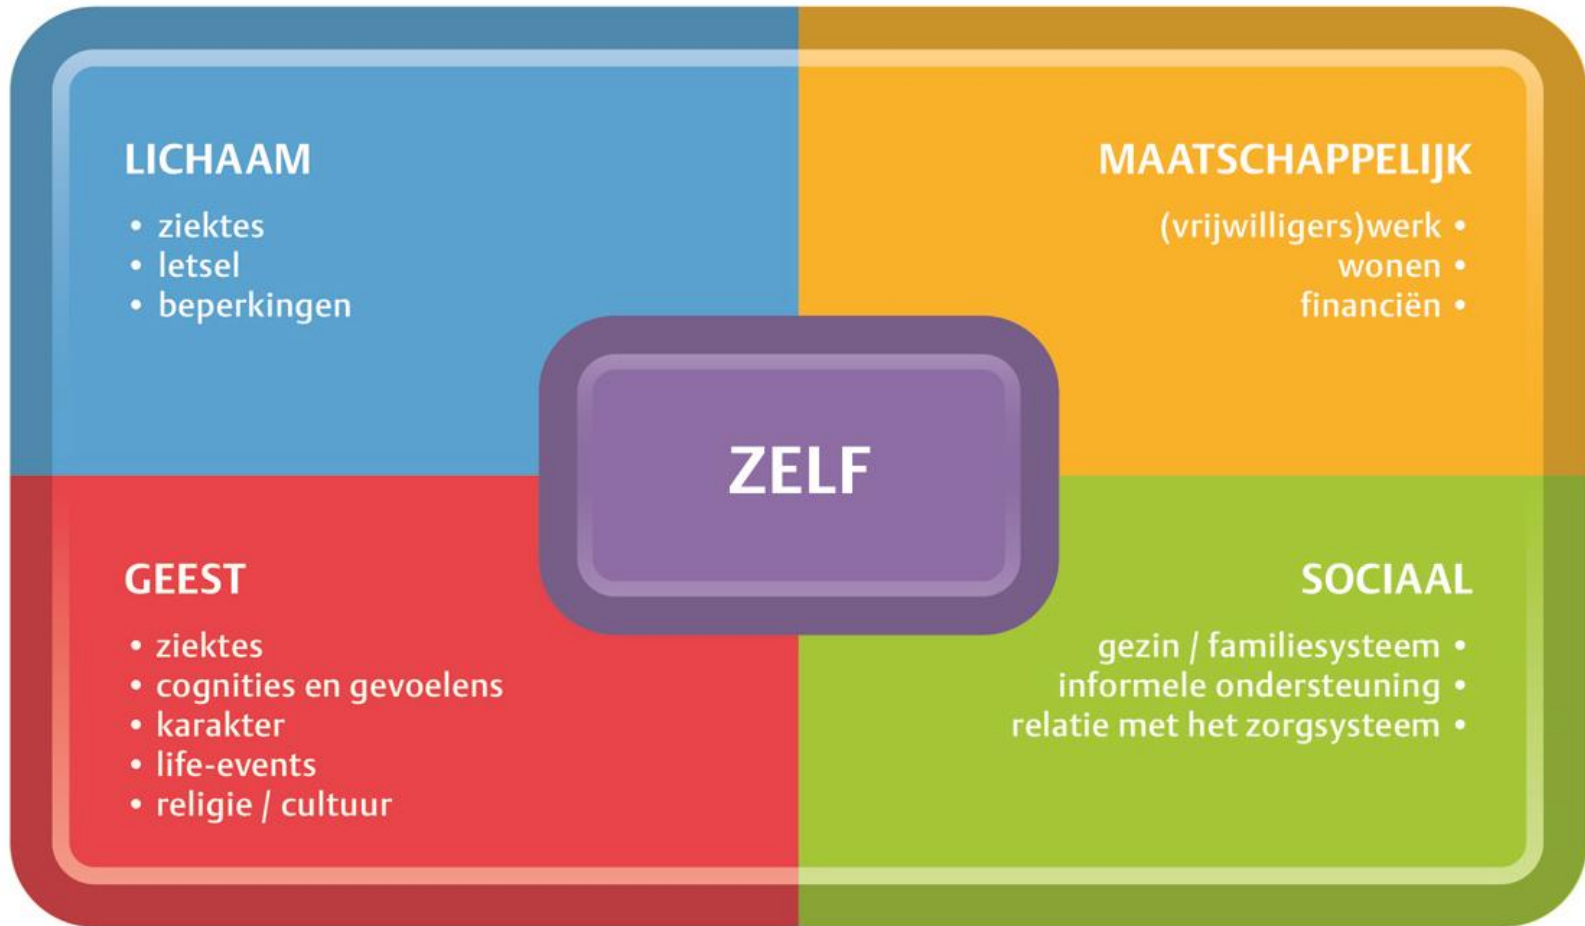 LICHAAM
• ziektes
• letsel
• beperkingen
MAATSCHAPPELIJK
(vrijwilligers)werk •
wonen •
financiën •
ZELF
GEEST
• ziektes
• cognities en gevoelens
• karakter
• life-events
• religie / cultuur
SOCIAAL
gezin / familiesysteem •
informele ondersteuning •
relatie met het zorgsysteem •